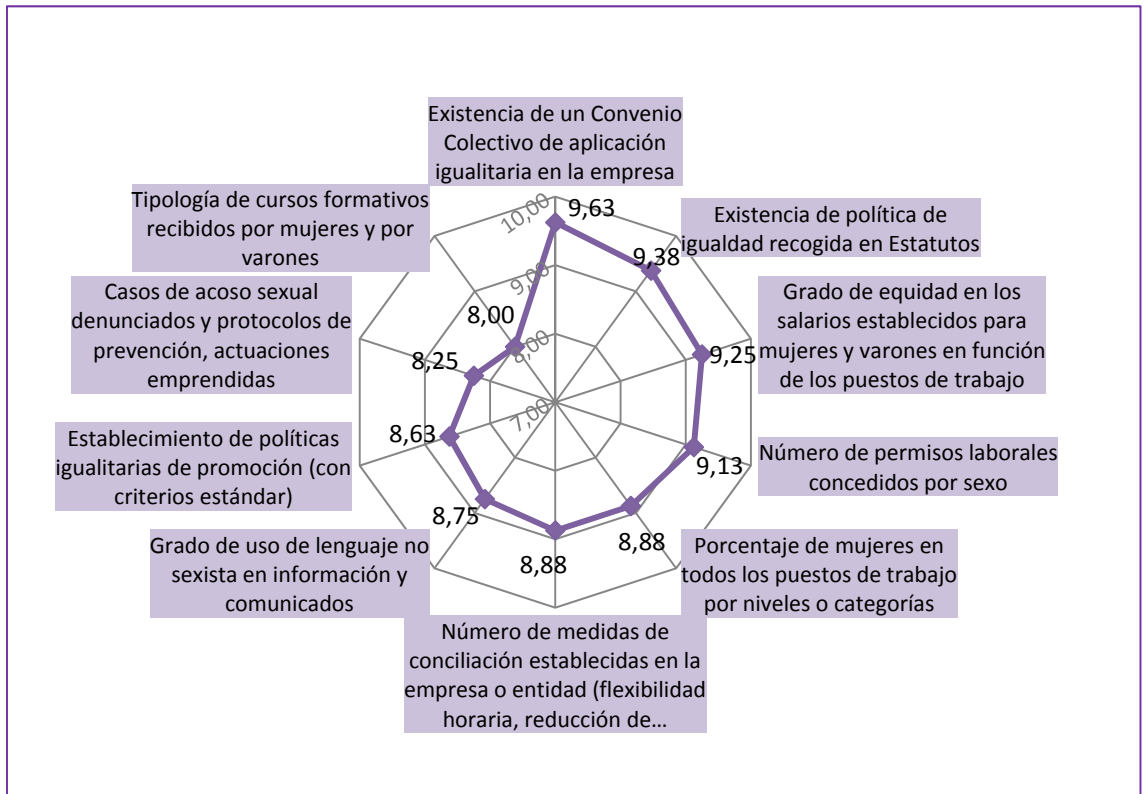 Existencia de un Convenio
Colectivo de aplicación
igualitaria en la empresa
Existencia de política de
igualdad recogida en Estatutos
Grado de equidad en los
salarios establecidos para
mujeres y varones en función
de los puestos de trabajo
Número de permisos laborales
concedidos por sexo
Porcentaje de mujeres en
todos los puestos de trabajo
por niveles o categorías
Número de medidas de
conciliación establecidas en la
empresa o entidad (flexibilidad
horaria, reducción de…
Grado de uso de lenguaje no
sexista en información y
comunicados
Establecimiento de políticas
igualitarias de promoción (con
criterios estándar)
Casos de acoso sexual
denunciados y protocolos de
prevención, actuaciones
emprendidas
Tipología de cursos formativos
recibidos por mujeres y por
varones
9,63
9,38
9,25
9,13
8,88
8,88
8,75
8,63
8,25
8,00
10,00
9,00
8,00
7,00